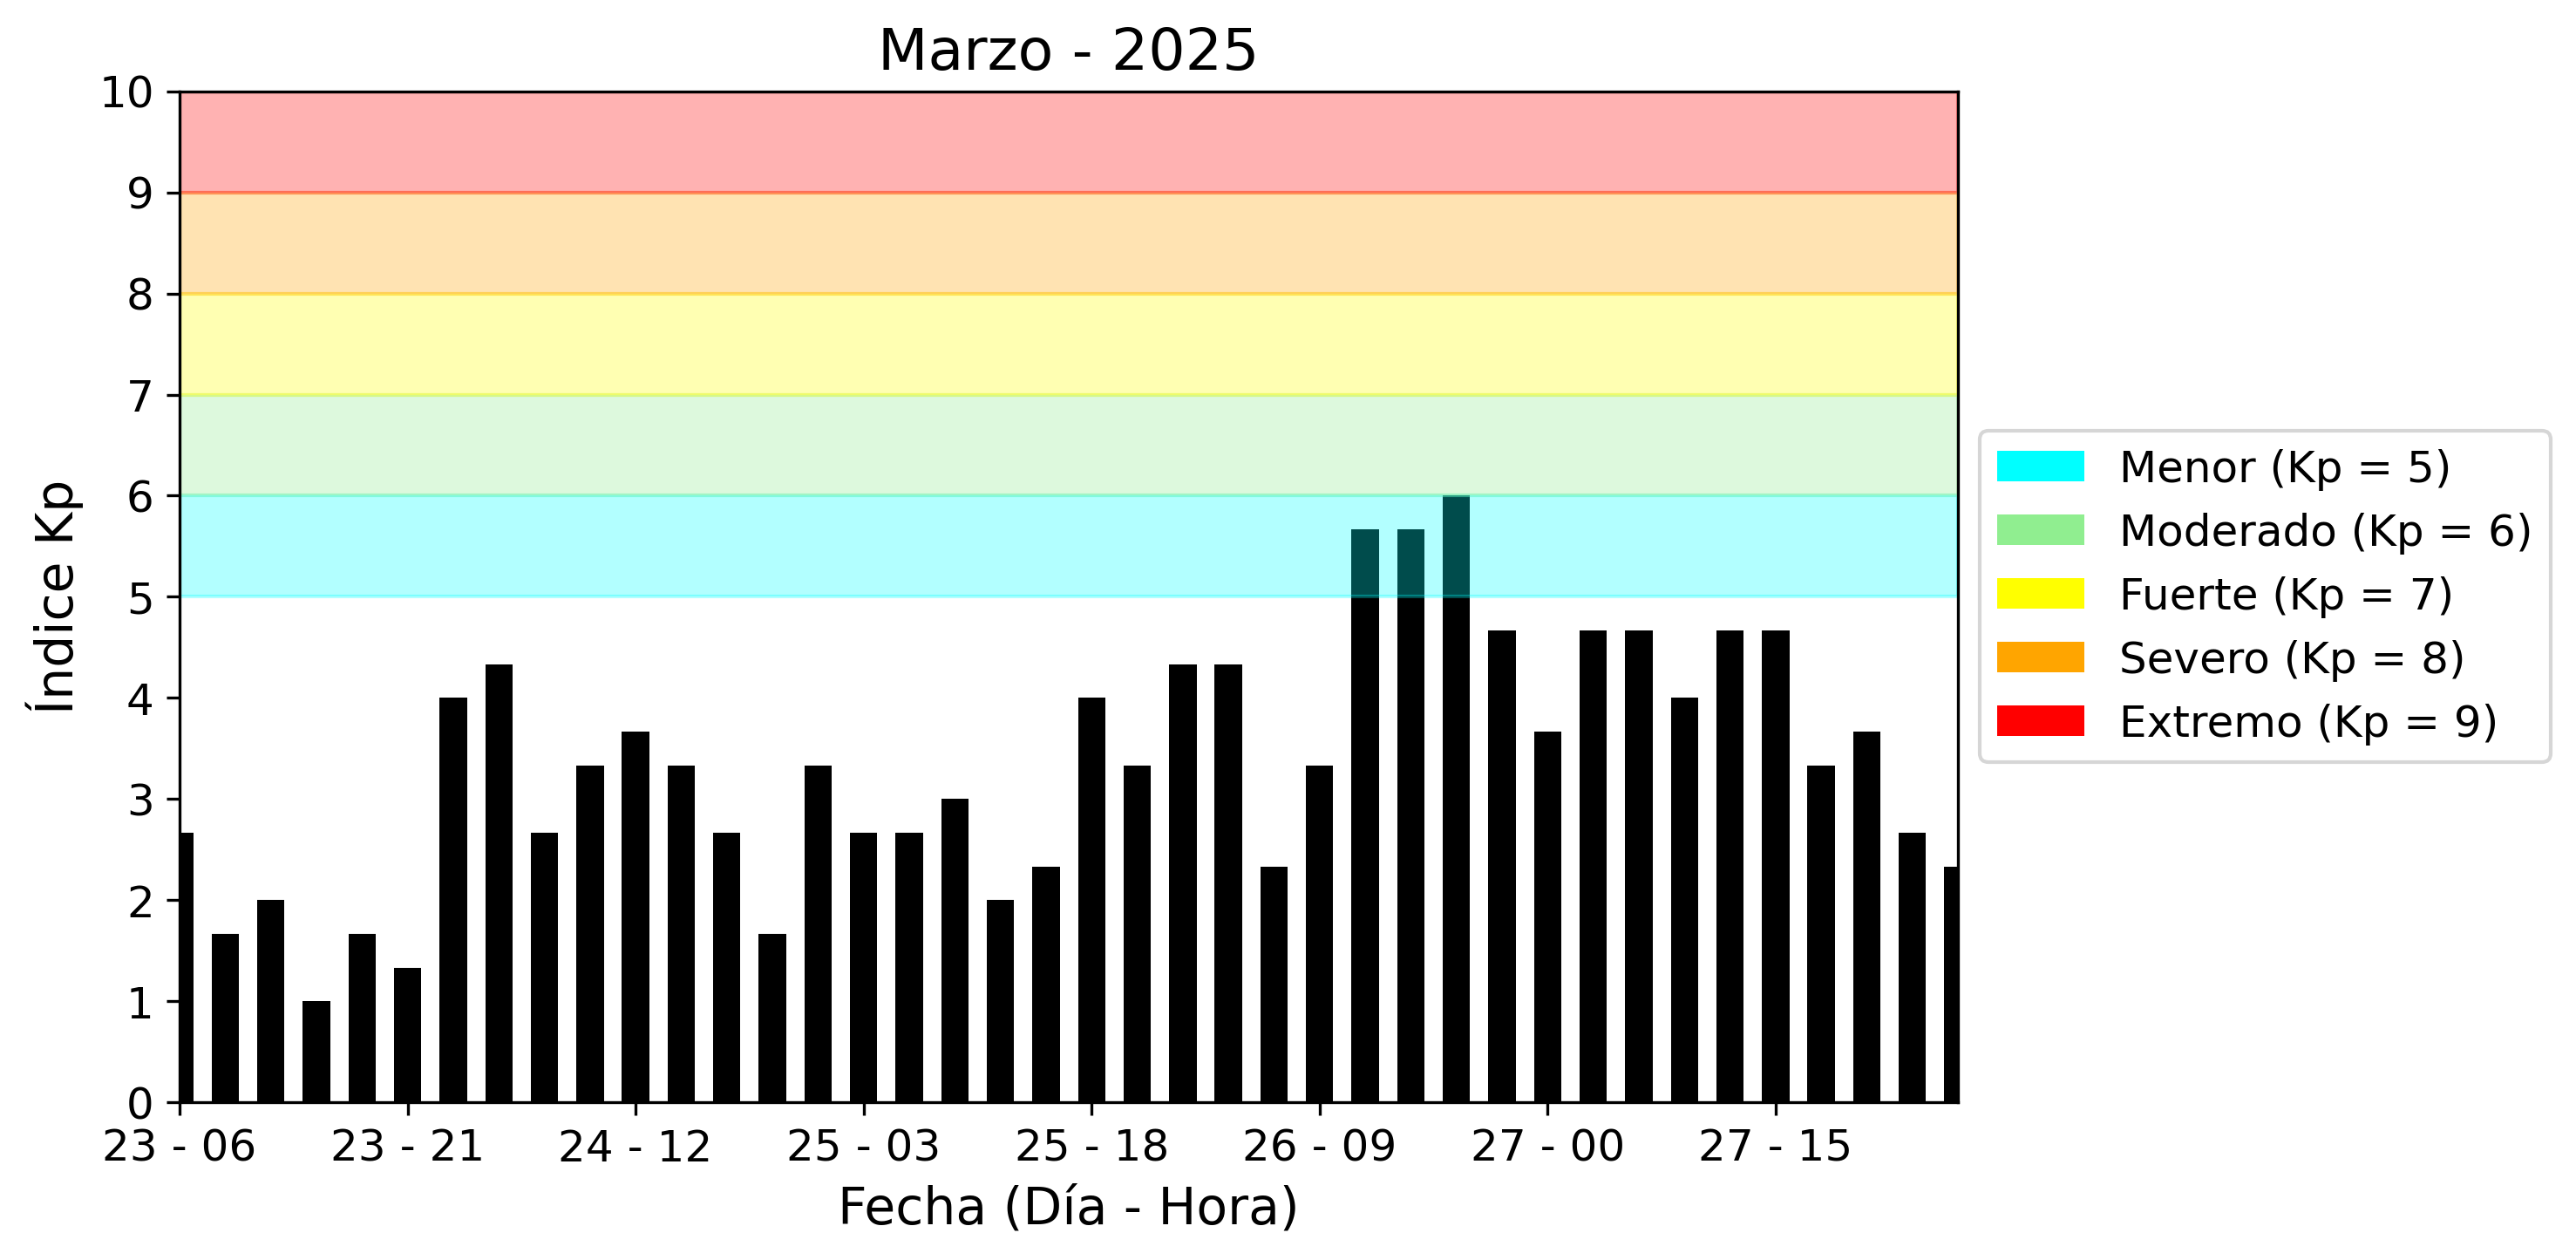 Marzo - 2025
10
9
8
7
6
5
4
3
2
1
0
Índice Kp
23 - 06
23 - 21
24 - 12
25 - 03
25 - 18
26 - 09
27 - 00
27 - 15
Fecha (Día - Hora)
Menor (Kp = 5)
Moderado (Kp = 6)
Fuerte (Kp = 7)
Severo (Kp = 8)
Extremo (Kp = 9)